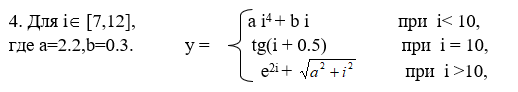 4. Для i∈ [7,12], a i⁴ + b i при i< 10,
где a=2.2,b=0.3. y = tg(i + 0.5) при i = 10,
e²ⁱ + √a² + i² при i >10,